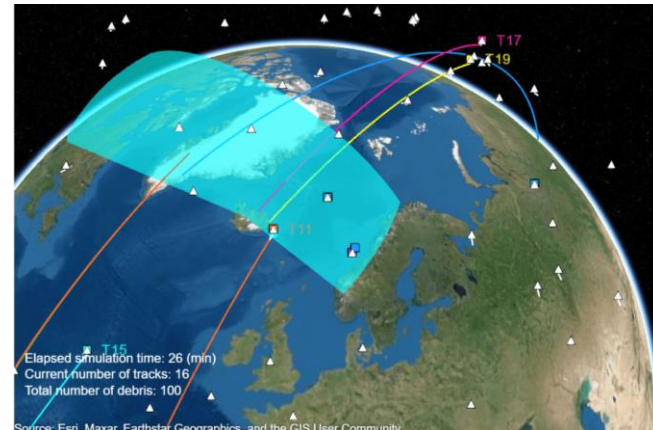 T17
T19
T11
T15
Elapsed simulation time: 26 (min)
Current number of tracks: 16
Total number of debris: 100
Source: Esri, Maxar, Earthstar Geographics, and the GIS User Community